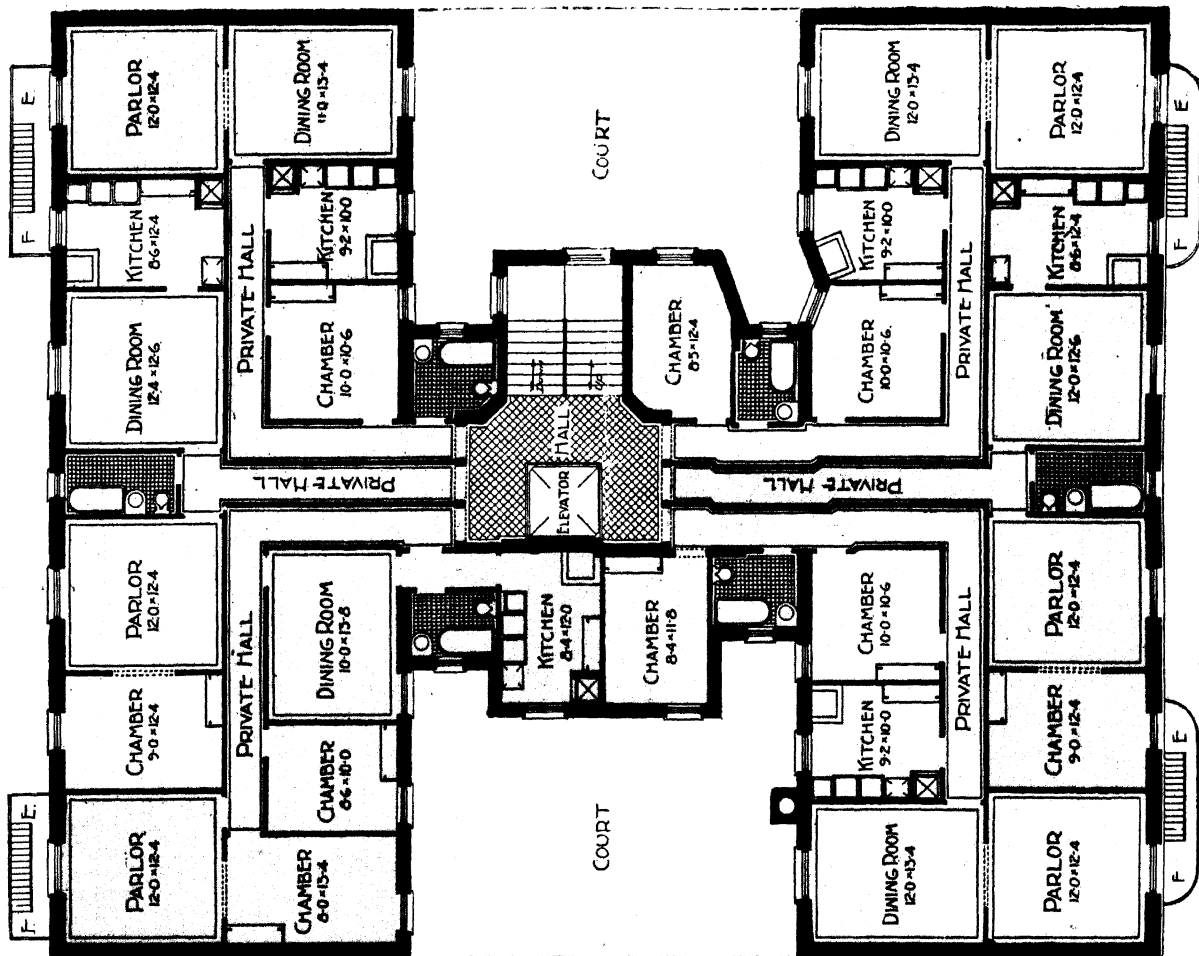 PARLOR
12·0×12·4
DINING ROOM
11·0×13·4
COURT
DINING ROOM
12·0×13·4
PARLOR
12·0×12·4
F E
KITCHEN
8·6×12·4
PRIVATE HALL
KITCHEN
9·2×10·0
KITCHEN
9·2×10·0
PRIVATE HALL
KITCHEN
8·6×12·4
F E
DINING ROOM
12·4×12·6
CHAMBER
10·0×10·6
Down
Up
CHAMBER
8·5×12·4
CHAMBER
10·0×10·6
DINING ROOM
12·0×12·6
PRIVATE HALL
HALL
ELEVATOR
PRIVATE HALL
PARLOR
12·0×12·4
PRIVATE HALL
DINING ROOM
10·0×13·8
KITCHEN
8·4×12·0
CHAMBER
8·4×11·8
CHAMBER
10·0×10·6
PRIVATE HALL
PARLOR
12·0×12·4
CHAMBER
9·0×12·4
CHAMBER
8·6×10·0
KITCHEN
9·2×10·0
CHAMBER
9·0×12·4
F E
PARLOR
12·0×12·4
CHAMBER
8·0×13·4
COURT
DINING ROOM
12·0×13·4
PARLOR
12·0×12·4
F E